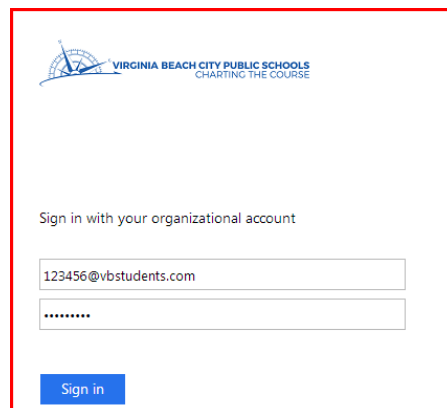 VIRGINIA BEACH CITY PUBLIC SCHOOLS
CHARTING THE COURSE
Sign in with your organizational account
123456@vbstudents.com
•••••••••
Sign in